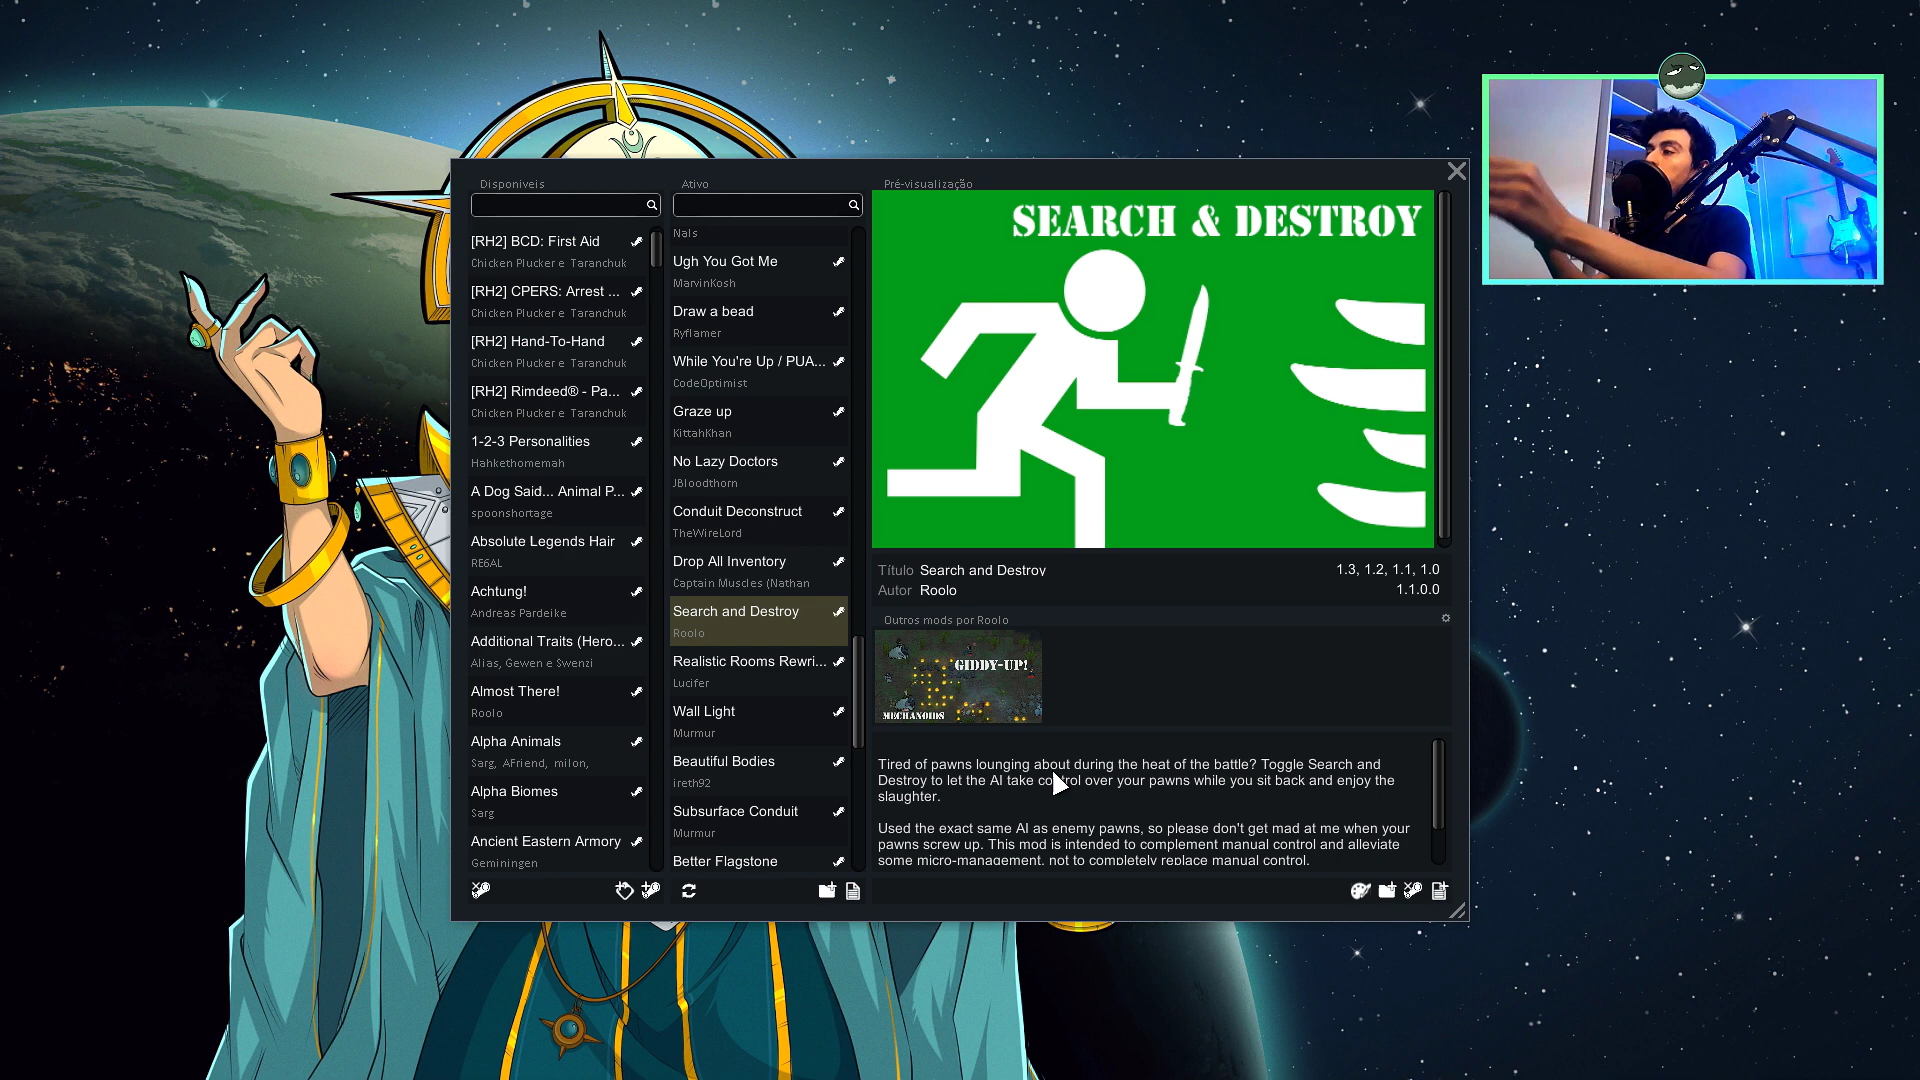 Disponíveis
[RH2] BCD: First Aid
Chicken Plucker e Taranchuk
[RH2] CPERS: Arrest ...
Chicken Plucker e Taranchuk
[RH2] Hand-To-Hand
Chicken Plucker e Taranchuk
[RH2] Rimdeed® - Pa...
Chicken Plucker e Taranchuk
1-2-3 Personalities
Hahkethomemah
A Dog Said... Animal P...
spoonshortage
Absolute Legends Hair
RE6AL
Achtung!
Andreas Pardeike
Additional Traits (Hero...
Alias, Gewen e Swenzi
Almost There!
Roolo
Alpha Animals
Sarg, AFriend, milon,
Alpha Biomes
Sarg
Ancient Eastern Armory
Geminingen
Ativo
Nals
Ugh You Got Me
MarvinKosh
Draw a bead
Ryflamer
While You're Up / PUA...
CodeOptimist
Graze up
KittahKhan
No Lazy Doctors
JBloodthorn
Conduit Deconstruct
TheWireLord
Drop All Inventory
Captain Muscles (Nathan
Search and Destroy
Roolo
Realistic Rooms Rewri...
Lucifer
Wall Light
Murmur
Beautiful Bodies
ireth92
Subsurface Conduit
Murmur
Better Flagstone
Pré-visualização
SEARCH & DESTROY
Título Search and Destroy 1.3, 1.2, 1.1, 1.0
Autor Roolo 1.1.0.0
Outros mods por Roolo
GIDDY-UP!
MECHANOIDS
Tired of pawns lounging about during the heat of the battle? Toggle Search and
Destroy to let the AI take control over your pawns while you sit back and enjoy the
slaughter.
Used the exact same AI as enemy pawns, so please don't get mad at me when your
pawns screw up. This mod is intended to complement manual control and alleviate
some micro-management, not to completely replace manual control.